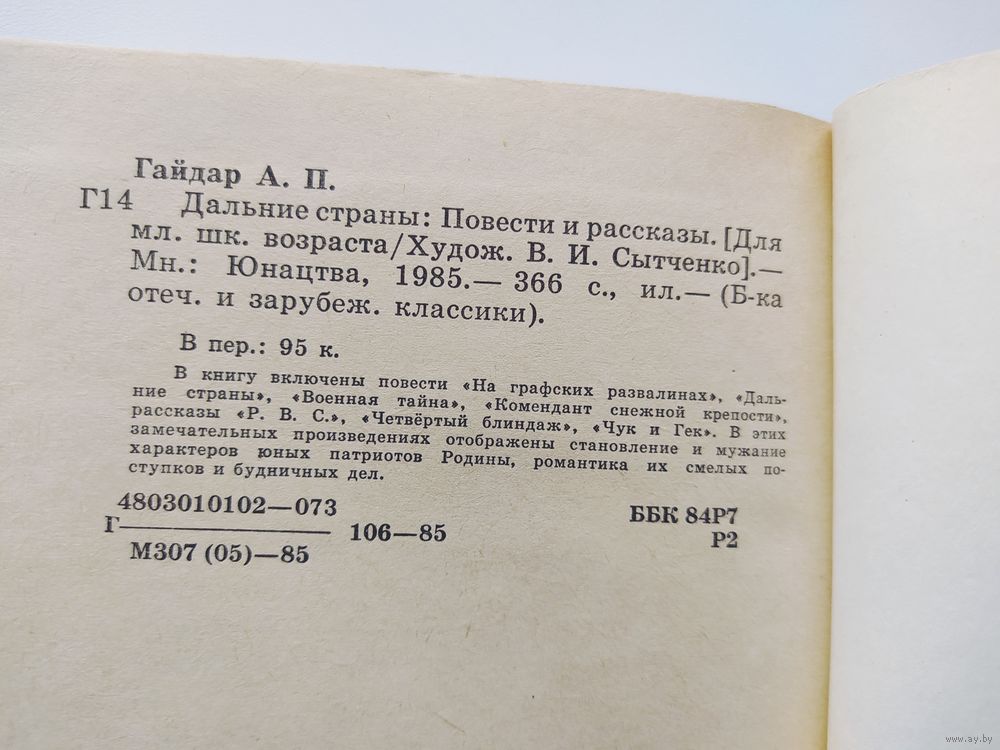 Гайдар А. П.
Г14 Дальние страны: Повести и рассказы. [Для
мл. шк. возраста/Худож. В. И. Сытченко].—
Мн.: Юнацтва, 1985.— 366 с., ил.— (Б-ка
отеч. и зарубеж. классики).
В пер.: 95 к.
В книгу включены повести «На графских развалинах», «Даль-
ние страны», «Военная тайна», «Комендант снежной крепости»,
рассказы «Р. В. С.», «Четвёртый блиндаж», «Чук и Гек». В этих
замечательных произведениях отображены становление и мужание
характеров юных патриотов Родины, романтика их смелых по-
ступков и будничных дел.
4803010102—073
Г 106—85
М307 (05)—85
ББК 84Р7
Р2
www.ay.by